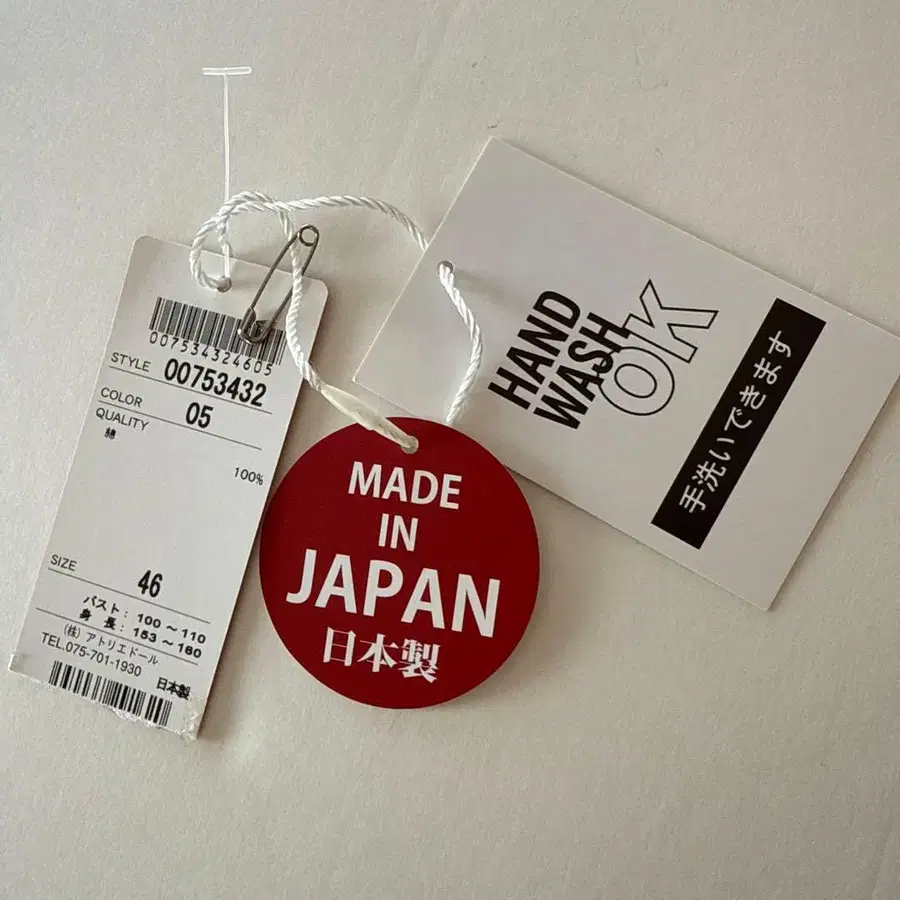 007534324605
STYLE 00753432
COLOR 05
QUALITY
綿
100%
SIZE
46
バスト: 100 〜 110
身 長: 153 〜 160
(株) アトリエドール
TEL.075-701-1930
日本製
MADE
IN
JAPAN
日本製
HAND
WASH
OK
手洗いできます